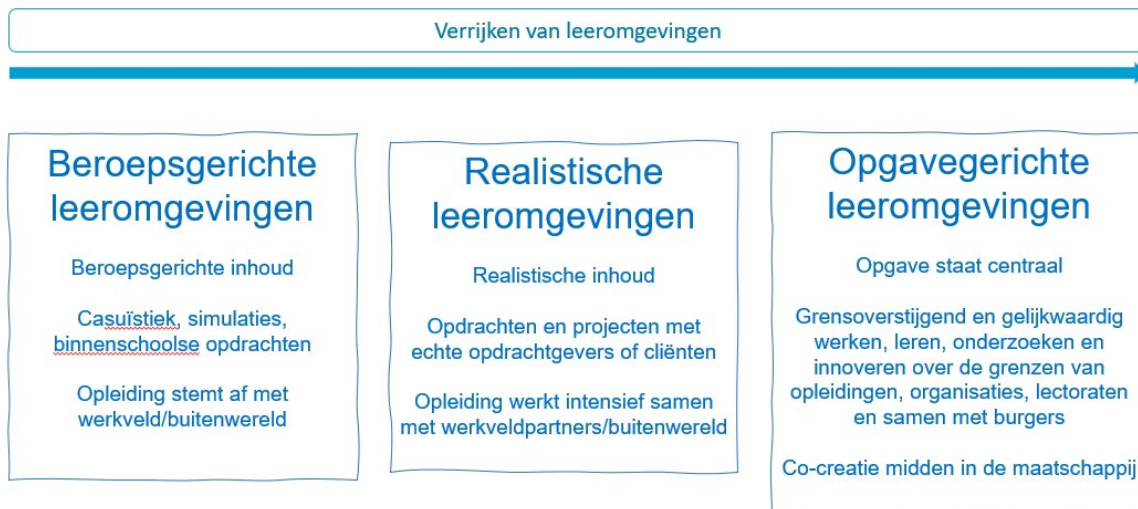 Verrijken van leeromgevingen
Beroepsgerichte
leeromgevingen
Beroepsgerichte inhoud
Casuïstiek, simulaties,
binnenschoolse opdrachten
Opleiding stemt af met
werkveld/buitenwereld
Realistische
leeromgevingen
Realistische inhoud
Opdrachten en projecten met
echte opdrachtgevers of cliënten
Opleiding werkt intensief samen
met werkveldpartners/buitenwereld
Opgavegerichte
leeromgevingen
Opgave staat centraal
Grensoverstijgend en gelijkwaardig
werken, leren, onderzoeken en
innoveren over de grenzen van
opleidingen, organisaties, lectoraten
en samen met burgers
Co-creatie midden in de maatschappij